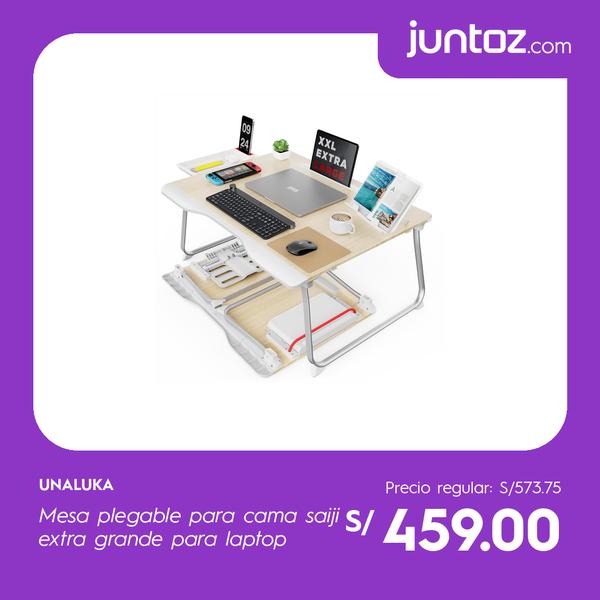 juntoz.com
09
24
XXL
EXTRA
LARGE
UNALUKA
Precio regular: S/573.75
Mesa plegable para cama saiji
extra grande para laptop
S/ 459.00